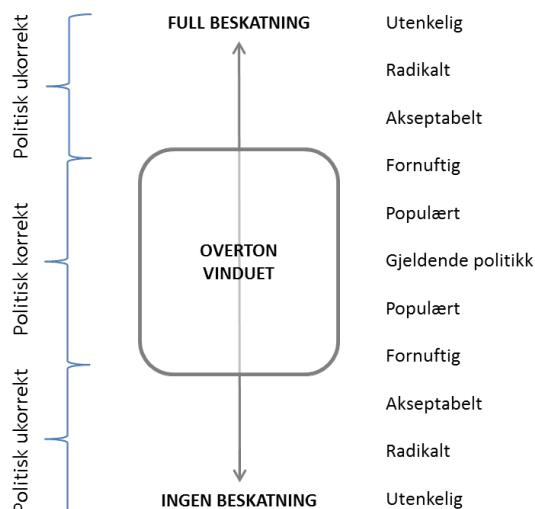 FULL BESKATNING
Utenkelig
Radikalt
Akseptabelt
Fornuftig
Populært
Gjeldende politikk
Populært
Fornuftig
Akseptabelt
Radikalt
Utenkelig
Politisk ukorrekt
Politisk korrekt
Politisk ukorrekt
OVERTON
VINDUET
INGEN BESKATNING